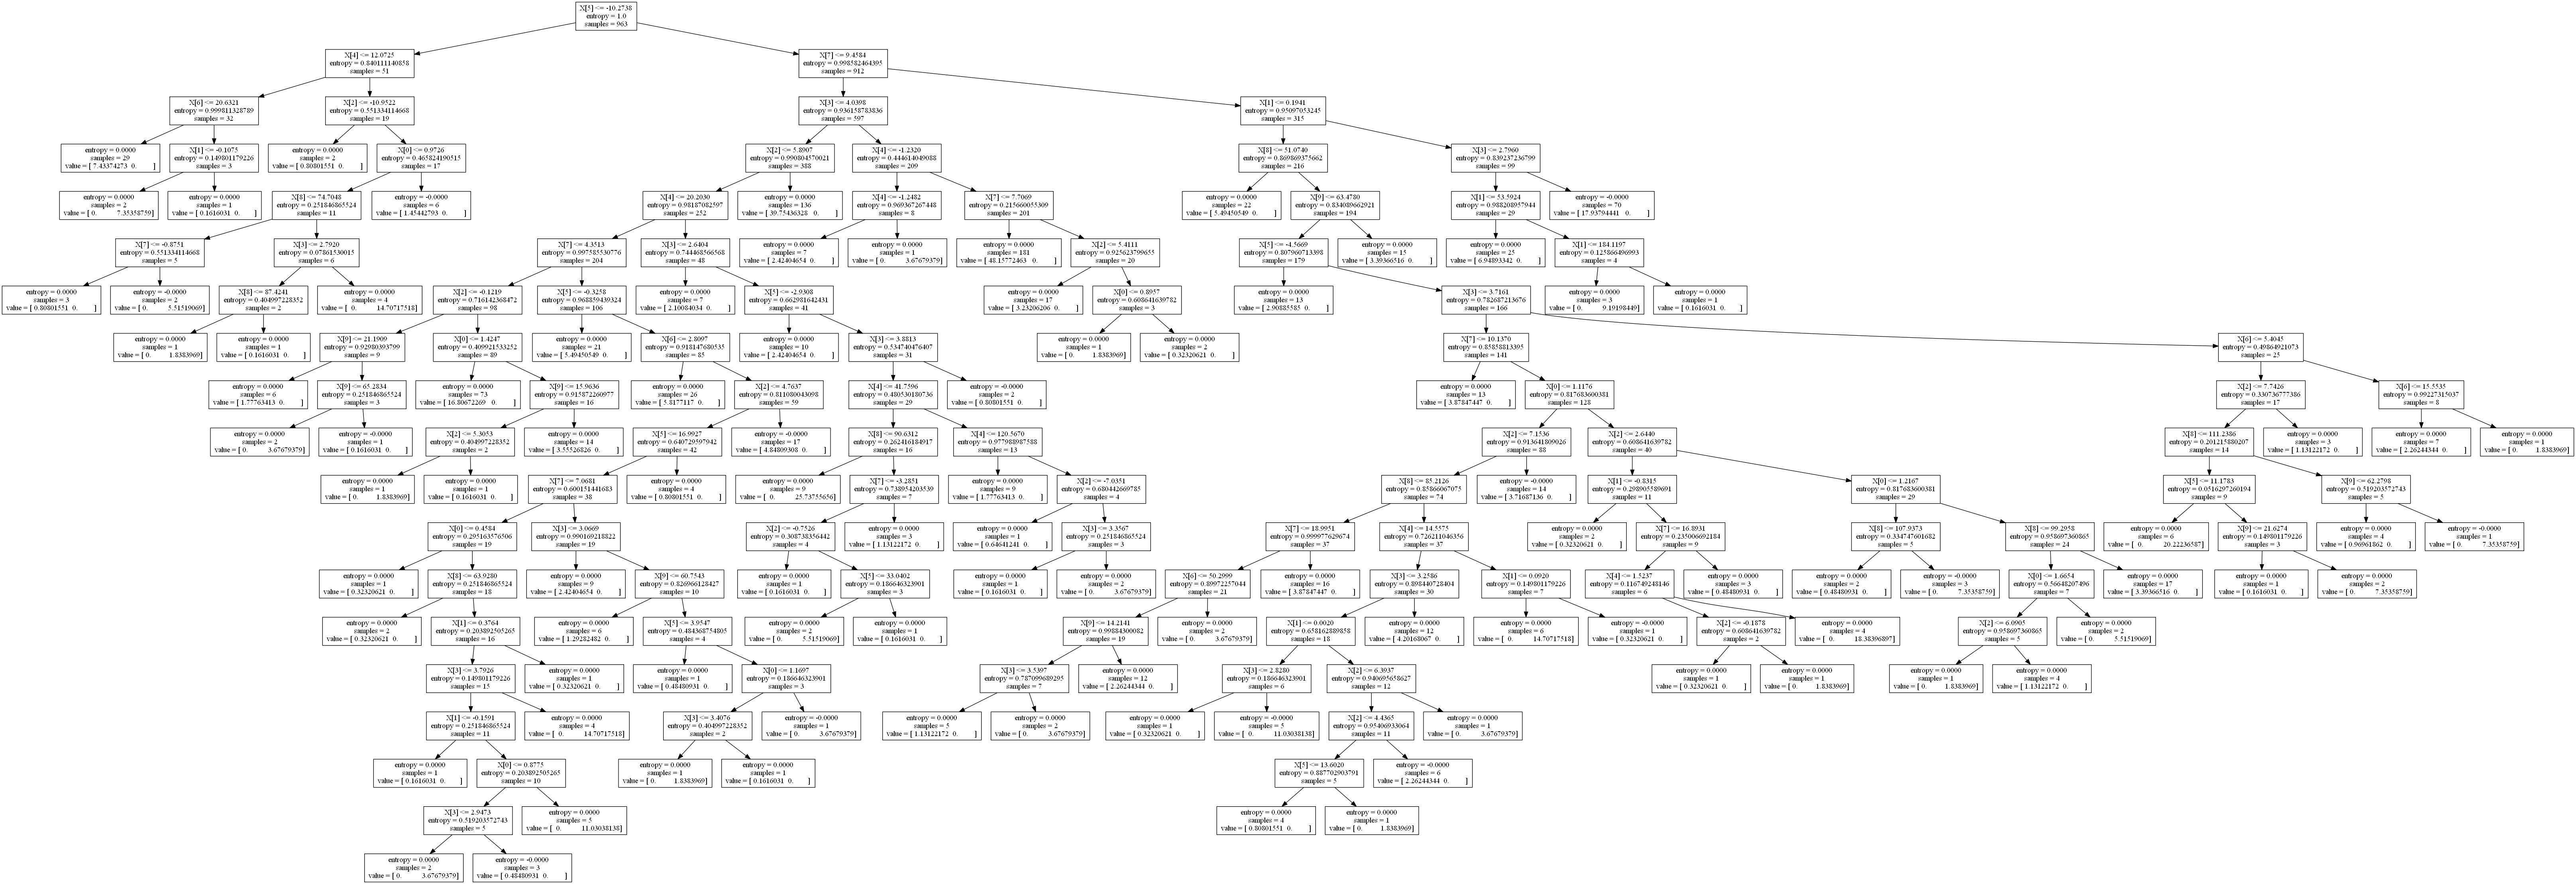 X[5] <= -10.2738
entropy = 1.0
samples = 963
X[4] <= 12.0725
entropy = 0.840111140858
samples = 51
X[7] <= 9.4584
entropy = 0.998582464395
samples = 912
X[6] <= 20.6321
entropy = 0.999811328789
samples = 32
X[2] <= -10.9522
entropy = 0.551334114668
samples = 19
X[3] <= 4.0398
entropy = 0.936158783836
samples = 597
X[1] <= 0.1941
entropy = 0.95097053245
samples = 315
entropy = 0.0000
samples = 29
value = [ 7.43374273 0. ]
X[1] <= -0.1075
entropy = 0.149801179226
samples = 3
entropy = 0.0000
samples = 2
value = [ 0.80801551 0. ]
X[0] <= 0.9726
entropy = 0.465824190515
samples = 17
X[2] <= 5.8907
entropy = 0.990804570021
samples = 388
X[4] <= -1.2320
entropy = 0.444614049088
samples = 209
X[8] <= 51.0740
entropy = 0.869869375662
samples = 216
X[3] <= 2.7960
entropy = 0.839237236799
samples = 99
entropy = 0.0000
samples = 2
value = [ 0. 7.35358759]
entropy = 0.0000
samples = 1
value = [ 0.1616031 0. ]
X[8] <= 74.7048
entropy = 0.251846865524
samples = 11
entropy = -0.0000
samples = 6
value = [ 1.45442793 0. ]
X[4] <= 20.2030
entropy = 0.98187082597
samples = 252
entropy = 0.0000
samples = 136
value = [ 39.75436328 0. ]
X[4] <= -1.2482
entropy = 0.969367267448
samples = 8
X[7] <= 7.7069
entropy = 0.215660055309
samples = 201
entropy = 0.0000
samples = 22
value = [ 5.49450549 0. ]
X[9] <= 63.4780
entropy = 0.834089662921
samples = 194
X[1] <= 53.5924
entropy = 0.988208957944
samples = 29
entropy = -0.0000
samples = 70
value = [ 17.93794441 0. ]
X[7] <= -0.8751
entropy = 0.551334114668
samples = 5
X[3] <= 2.7920
entropy = 0.07861530015
samples = 6
X[7] <= 4.3513
entropy = 0.997585530776
samples = 204
X[3] <= 2.6404
entropy = 0.744468566568
samples = 48
entropy = 0.0000
samples = 7
value = [ 2.42404654 0. ]
entropy = 0.0000
samples = 1
value = [ 0. 3.67679379]
entropy = 0.0000
samples = 181
value = [ 48.15772463 0. ]
X[2] <= 5.4111
entropy = 0.925623799655
samples = 20
X[5] <= -4.5669
entropy = 0.807960713398
samples = 179
entropy = 0.0000
samples = 15
value = [ 3.39366516 0. ]
entropy = 0.0000
samples = 25
value = [ 6.94893342 0. ]
X[1] <= 184.1197
entropy = 0.125866496993
samples = 4
entropy = 0.0000
samples = 3
value = [ 0.80801551 0. ]
entropy = -0.0000
samples = 2
value = [ 0. 5.51519069]
X[8] <= 87.4241
entropy = 0.404997228352
samples = 2
entropy = 0.0000
samples = 4
value = [ 0. 14.70717518]
X[2] <= -0.1219
entropy = 0.716142368472
samples = 98
X[5] <= -0.3258
entropy = 0.968859439324
samples = 106
entropy = 0.0000
samples = 7
value = [ 2.10084034 0. ]
X[5] <= -2.9308
entropy = 0.662981642431
samples = 41
entropy = 0.0000
samples = 17
value = [ 3.23206206 0. ]
X[0] <= 0.8957
entropy = 0.608641639782
samples = 3
entropy = 0.0000
samples = 13
value = [ 2.90885585 0. ]
X[3] <= 3.7161
entropy = 0.782687213676
samples = 166
entropy = 0.0000
samples = 3
value = [ 0. 9.19198449]
entropy = 0.0000
samples = 1
value = [ 0.1616031 0. ]
entropy = 0.0000
samples = 1
value = [ 0. 1.8383969]
entropy = 0.0000
samples = 1
value = [ 0.1616031 0. ]
X[9] <= 21.1909
entropy = 0.92980393799
samples = 9
X[0] <= 1.4247
entropy = 0.409921533252
samples = 89
entropy = 0.0000
samples = 21
value = [ 5.49450549 0. ]
X[6] <= 2.8097
entropy = 0.918147680535
samples = 85
entropy = 0.0000
samples = 10
value = [ 2.42404654 0. ]
X[3] <= 3.8813
entropy = 0.534740476407
samples = 31
entropy = 0.0000
samples = 1
value = [ 0. 1.8383969]
entropy = 0.0000
samples = 2
value = [ 0.32320621 0. ]
X[7] <= 10.1370
entropy = 0.85858813395
samples = 141
X[6] <= 5.4045
entropy = 0.49864921073
samples = 25
entropy = 0.0000
samples = 6
value = [ 1.77763413 0. ]
X[9] <= 65.2834
entropy = 0.251846865524
samples = 3
entropy = 0.0000
samples = 73
value = [ 16.80672269 0. ]
X[9] <= 15.9636
entropy = 0.915872260977
samples = 16
entropy = 0.0000
samples = 26
value = [ 5.8177117 0. ]
X[2] <= 4.7637
entropy = 0.811080043098
samples = 59
X[4] <= 41.7596
entropy = 0.480530180736
samples = 29
entropy = -0.0000
samples = 2
value = [ 0.80801551 0. ]
entropy = 0.0000
samples = 13
value = [ 3.87847447 0. ]
X[0] <= 1.1176
entropy = 0.817683600381
samples = 128
X[2] <= 7.7426
entropy = 0.330736777386
samples = 17
X[6] <= 15.5535
entropy = 0.99227315037
samples = 8
entropy = 0.0000
samples = 2
value = [ 0. 3.67679379]
entropy = -0.0000
samples = 1
value = [ 0.1616031 0. ]
X[2] <= 5.3053
entropy = 0.404997228352
samples = 2
entropy = 0.0000
samples = 14
value = [ 3.55526826 0. ]
X[5] <= 16.9927
entropy = 0.640729597942
samples = 42
entropy = -0.0000
samples = 17
value = [ 4.84809308 0. ]
X[8] <= 90.6312
entropy = 0.262416184917
samples = 16
X[4] <= 120.5670
entropy = 0.977988987588
samples = 13
X[2] <= 7.1536
entropy = 0.913641809026
samples = 88
X[2] <= 2.6440
entropy = 0.608641639782
samples = 40
X[8] <= 111.2386
entropy = 0.201215880207
samples = 14
entropy = 0.0000
samples = 3
value = [ 1.13122172 0. ]
entropy = 0.0000
samples = 7
value = [ 2.26244344 0. ]
entropy = 0.0000
samples = 1
value = [ 0. 1.8383969]
entropy = 0.0000
samples = 1
value = [ 0. 1.8383969]
entropy = 0.0000
samples = 1
value = [ 0.1616031 0. ]
X[7] <= 7.0681
entropy = 0.600151441683
samples = 38
entropy = 0.0000
samples = 4
value = [ 0.80801551 0. ]
entropy = 0.0000
samples = 9
value = [ 0. 25.73755656]
X[7] <= -3.2851
entropy = 0.738954203539
samples = 7
entropy = 0.0000
samples = 9
value = [ 1.77763413 0. ]
X[2] <= -7.0351
entropy = 0.680442669785
samples = 4
X[8] <= 85.2126
entropy = 0.85866067075
samples = 74
entropy = -0.0000
samples = 14
value = [ 3.71687136 0. ]
X[1] <= -0.8315
entropy = 0.298905589691
samples = 11
X[0] <= 1.2167
entropy = 0.817683600381
samples = 29
X[5] <= 11.1783
entropy = 0.0516297260194
samples = 9
X[9] <= 62.2798
entropy = 0.519203572743
samples = 5
X[0] <= 0.4584
entropy = 0.295163576506
samples = 19
X[3] <= 3.0669
entropy = 0.990169218822
samples = 19
X[2] <= -0.7526
entropy = 0.308738356442
samples = 4
entropy = 0.0000
samples = 3
value = [ 1.13122172 0. ]
entropy = 0.0000
samples = 1
value = [ 0.64641241 0. ]
X[3] <= 3.3567
entropy = 0.251846865524
samples = 3
X[7] <= 18.9951
entropy = 0.999977629674
samples = 37
X[4] <= 14.5575
entropy = 0.726211046356
samples = 37
entropy = 0.0000
samples = 2
value = [ 0.32320621 0. ]
X[7] <= 16.8931
entropy = 0.235006692184
samples = 9
X[8] <= 107.9373
entropy = 0.334747601682
samples = 5
X[8] <= 99.2958
entropy = 0.958697360865
samples = 24
entropy = 0.0000
samples = 6
value = [ 0. 20.22236587]
X[9] <= 21.6274
entropy = 0.149801179226
samples = 3
entropy = 0.0000
samples = 4
value = [ 0.96961862 0. ]
entropy = -0.0000
samples = 1
value = [ 0. 7.35358759]
entropy = 0.0000
samples = 1
value = [ 0.32320621 0. ]
X[8] <= 63.9280
entropy = 0.251846865524
samples = 18
entropy = 0.0000
samples = 9
value = [ 2.42404654 0. ]
X[9] <= 60.7543
entropy = 0.826966128427
samples = 10
entropy = 0.0000
samples = 1
value = [ 0.1616031 0. ]
X[5] <= 33.0402
entropy = 0.186646323901
samples = 3
entropy = 0.0000
samples = 1
value = [ 0.1616031 0. ]
entropy = 0.0000
samples = 2
value = [ 0. 3.67679379]
X[6] <= 50.2999
entropy = 0.89972257044
samples = 21
entropy = 0.0000
samples = 16
value = [ 3.87847447 0. ]
X[3] <= 3.2586
entropy = 0.898440728404
samples = 30
X[1] <= 0.0920
entropy = 0.149801179226
samples = 7
X[4] <= 1.5237
entropy = 0.116749248146
samples = 6
entropy = 0.0000
samples = 3
value = [ 0.48480931 0. ]
entropy = 0.0000
samples = 2
value = [ 0.48480931 0. ]
entropy = -0.0000
samples = 3
value = [ 0. 7.35358759]
X[0] <= 1.6654
entropy = 0.56648207496
samples = 7
entropy = 0.0000
samples = 17
value = [ 3.39366516 0. ]
entropy = 0.0000
samples = 1
value = [ 0.1616031 0. ]
entropy = 0.0000
samples = 2
value = [ 0. 7.35358759]
entropy = 0.0000
samples = 2
value = [ 0.32320621 0. ]
X[1] <= 0.3764
entropy = 0.203892505265
samples = 16
entropy = 0.0000
samples = 6
value = [ 1.29282482 0. ]
X[5] <= 3.9547
entropy = 0.484368754805
samples = 4
entropy = 0.0000
samples = 2
value = [ 0. 5.51519069]
entropy = 0.0000
samples = 1
value = [ 0.1616031 0. ]
X[9] <= 14.2141
entropy = 0.99884300082
samples = 19
entropy = 0.0000
samples = 2
value = [ 0. 3.67679379]
X[1] <= 0.0020
entropy = 0.658162889858
samples = 18
entropy = 0.0000
samples = 12
value = [ 4.20168067 0. ]
entropy = 0.0000
samples = 6
value = [ 0. 14.70717518]
entropy = -0.0000
samples = 1
value = [ 0.32320621 0. ]
X[2] <= -0.1878
entropy = 0.608641639782
samples = 2
entropy = 0.0000
samples = 4
value = [ 0. 18.38396897]
X[2] <= 6.0905
entropy = 0.958697360865
samples = 5
entropy = 0.0000
samples = 2
value = [ 0. 5.51519069]
X[3] <= 3.7926
entropy = 0.149801179226
samples = 15
entropy = 0.0000
samples = 1
value = [ 0.32320621 0. ]
entropy = 0.0000
samples = 1
value = [ 0.48480931 0. ]
X[0] <= 1.1697
entropy = 0.186646323901
samples = 3
X[3] <= 3.5397
entropy = 0.787099689295
samples = 7
entropy = 0.0000
samples = 12
value = [ 2.26244344 0. ]
X[3] <= 2.8280
entropy = 0.186646323901
samples = 6
X[2] <= 6.3937
entropy = 0.940695658627
samples = 12
entropy = 0.0000
samples = 1
value = [ 0.32320621 0. ]
entropy = 0.0000
samples = 1
value = [ 0. 1.8383969]
entropy = 0.0000
samples = 1
value = [ 0. 1.8383969]
entropy = 0.0000
samples = 4
value = [ 1.13122172 0. ]
X[1] <= -0.1591
entropy = 0.251846865524
samples = 11
entropy = 0.0000
samples = 4
value = [ 0. 14.70717518]
X[3] <= 3.4076
entropy = 0.404997228352
samples = 2
entropy = -0.0000
samples = 1
value = [ 0. 3.67679379]
entropy = 0.0000
samples = 5
value = [ 1.13122172 0. ]
entropy = 0.0000
samples = 2
value = [ 0. 3.67679379]
entropy = 0.0000
samples = 1
value = [ 0.32320621 0. ]
entropy = -0.0000
samples = 5
value = [ 0. 11.03038138]
X[2] <= 4.4365
entropy = 0.95406933064
samples = 11
entropy = 0.0000
samples = 1
value = [ 0. 3.67679379]
entropy = 0.0000
samples = 1
value = [ 0.1616031 0. ]
X[0] <= 0.8775
entropy = 0.203892505265
samples = 10
entropy = 0.0000
samples = 1
value = [ 0. 1.8383969]
entropy = 0.0000
samples = 1
value = [ 0.1616031 0. ]
X[5] <= 13.6020
entropy = 0.887702903791
samples = 5
entropy = -0.0000
samples = 6
value = [ 2.26244344 0. ]
X[3] <= 2.9473
entropy = 0.519203572743
samples = 5
entropy = 0.0000
samples = 5
value = [ 0. 11.03038138]
entropy = 0.0000
samples = 4
value = [ 0.80801551 0. ]
entropy = 0.0000
samples = 1
value = [ 0. 1.8383969]
entropy = 0.0000
samples = 2
value = [ 0. 3.67679379]
entropy = -0.0000
samples = 3
value = [ 0.48480931 0. ]